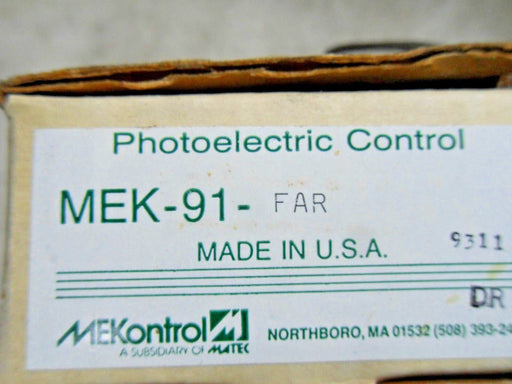 Photoelectric Control
MEK-91- FAR
MADE IN U.S.A. 9311
DR
MEKontrol
A SUBSIDIARY OF MATEC
NORTHBORO, MA 01532 (508) 393-24